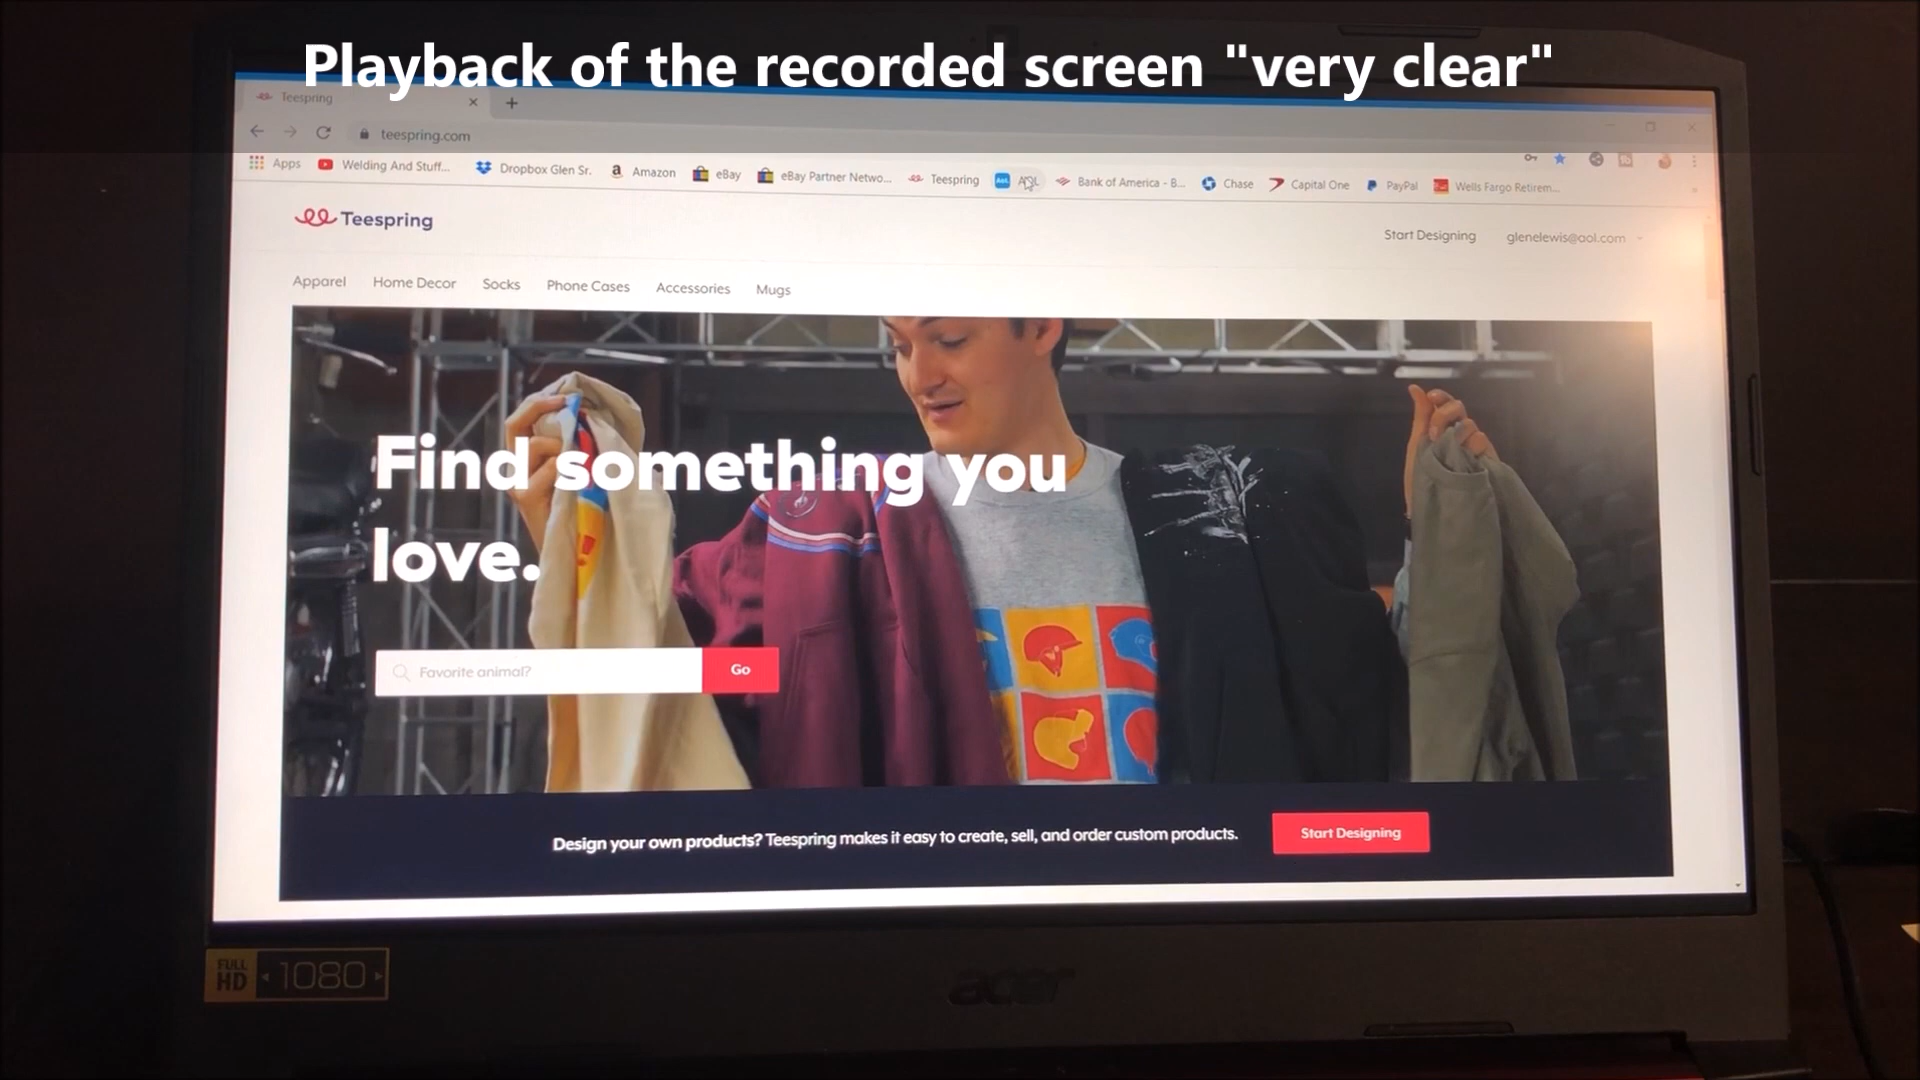 Playback of the recorded screen "very clear"
Teespring
teespring.com
Apps Welding And Stuff... Dropbox Glen Sr. Amazon eBay eBay Partner Netwo... Teespring AOL Bank of America - B... Chase Capital One PayPal Wells Fargo Retirem...
Teespring
Start Designing glenelewis@aol.com
Apparel Home Decor Socks Phone Cases Accessories Mugs
Find something you
love.
Favorite animal? Go
Design your own products? Teespring makes it easy to create, sell, and order custom products. Start Designing
FULL HD 1080
acer